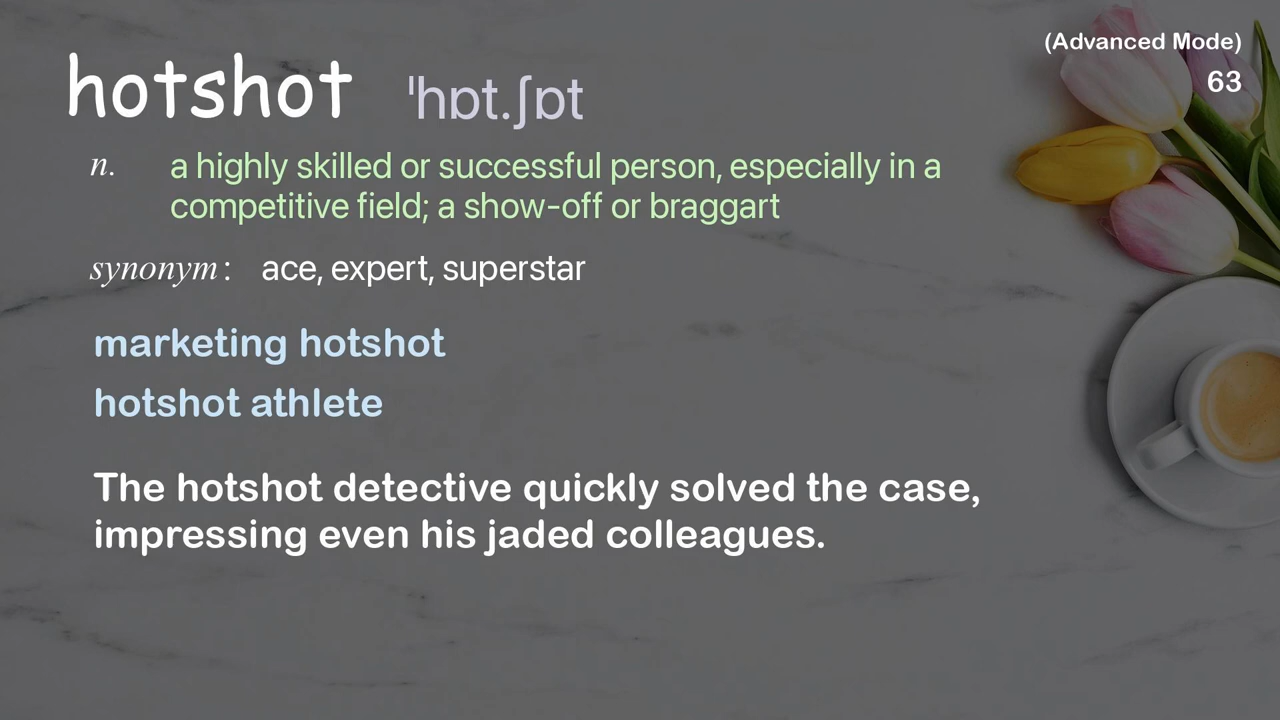 (Advanced Mode)
63
hotshot ˈhɒt.ʃɒt
n. a highly skilled or successful person, especially in a
competitive field; a show-off or braggart
synonym: ace, expert, superstar
marketing hotshot
hotshot athlete
The hotshot detective quickly solved the case,
impressing even his jaded colleagues.